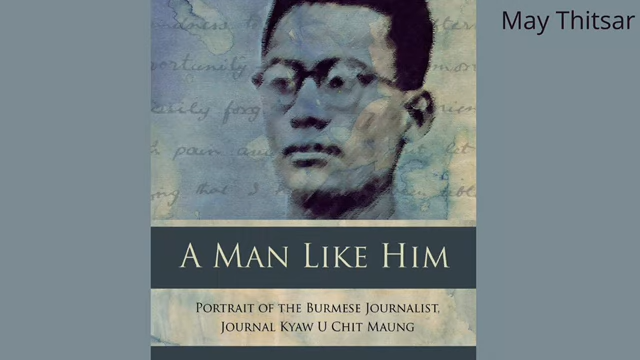 May Thitsar
A MAN LIKE HIM
PORTRAIT OF THE BURMESE JOURNALIST,
JOURNAL KYAW U CHIT MAUNG